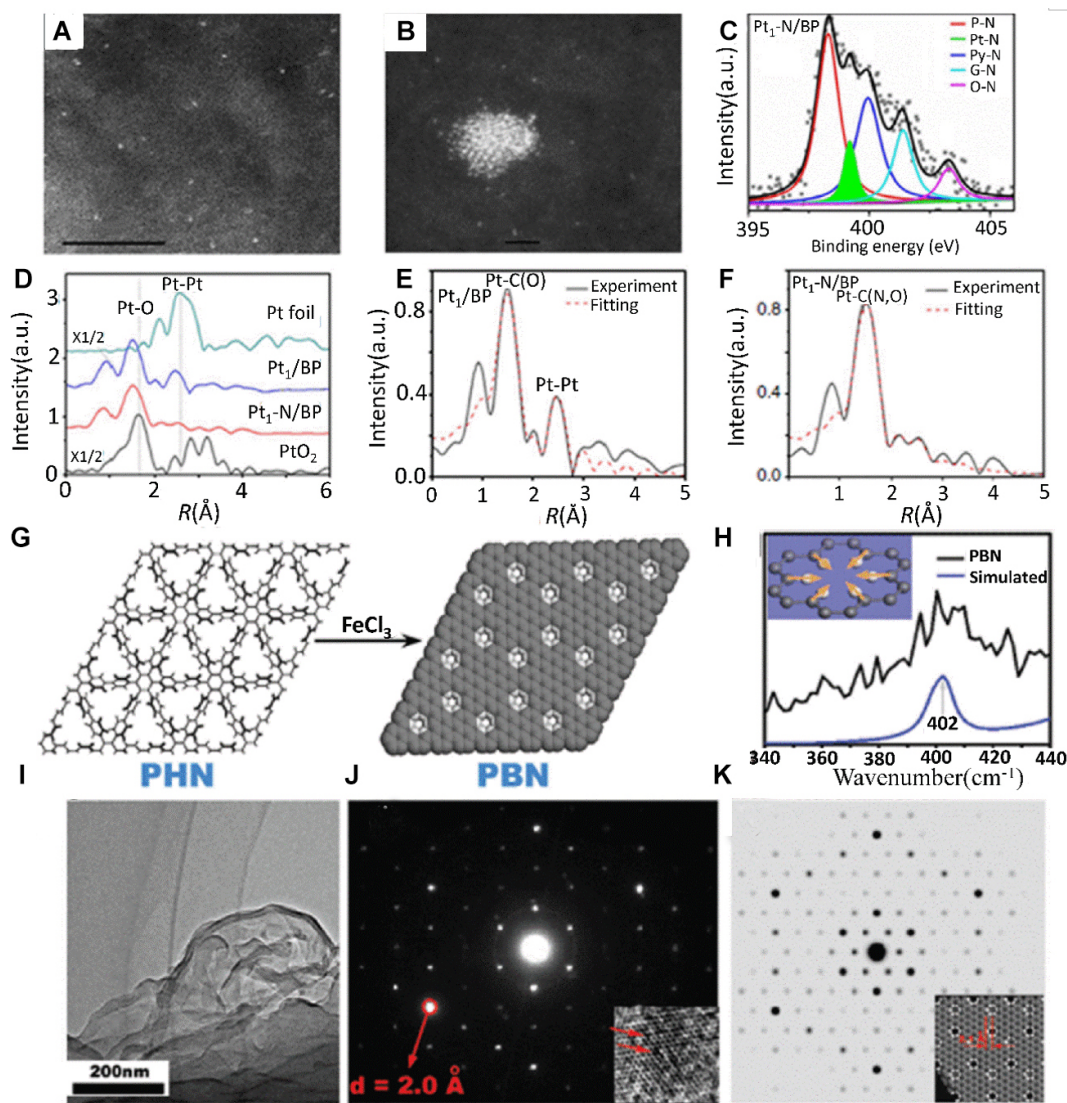 A
B
C
Pt₁-N/BP
P-N
Pt-N
Py-N
G-N
O-N
Intensity(a.u.)
395
400
405
Binding energy (eV)
D
3
2
1
0
Intensity(a.u.)
Pt-O
Pt-Pt
Pt foil
X1/2
Pt₁/BP
Pt₁-N/BP
X1/2
PtO₂
0
2
4
6
R(Å)
E
Pt-C(O)
Pt₁/BP
Experiment
Fitting
Pt-Pt
0.8
0.4
0.0
Intensity(a.u.)
0
1
2
3
4
5
R(Å)
F
Pt₁-N/BP
Pt-C(N,O)
Experiment
Fitting
0.8
0.4
0.0
Intensity(a.u.)
1
2
3
4
5
R(Å)
G
FeCl₃
PHN
PBN
H
PBN
Simulated
402
Intensity(a.u.)
340
360
380
400
420
440
Wavenumber(cm⁻¹)
I
200nm
J
d = 2.0 Å
K